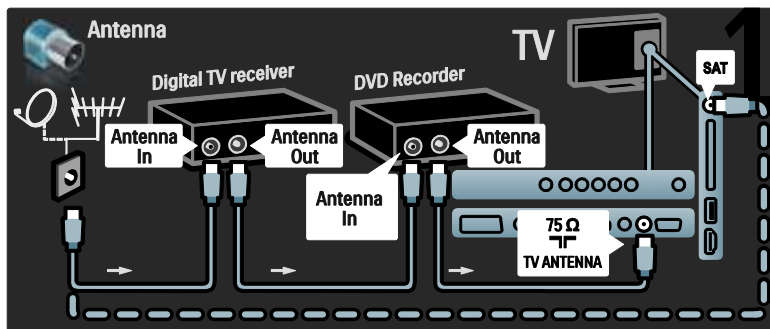 Antenna
TV
1
Digital TV receiver
DVD Recorder
SAT
Antenna
In
Antenna
Out
Antenna
In
Antenna
Out
75 Ω
TV ANTENNA